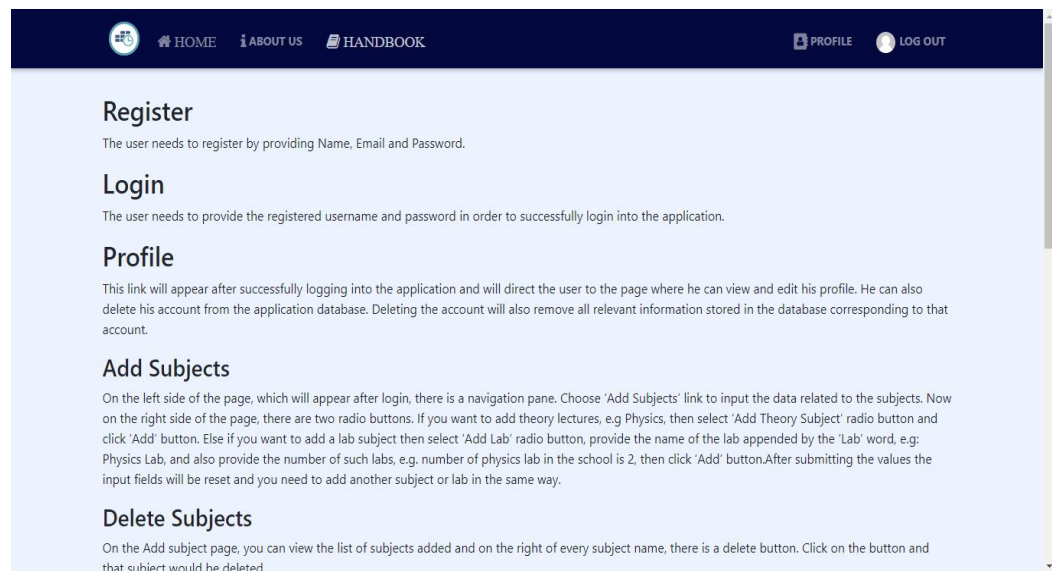 HOME ABOUT US HANDBOOK PROFILE LOG OUT
Register
The user needs to register by providing Name, Email and Password.
Login
The user needs to provide the registered username and password in order to successfully login into the application.
Profile
This link will appear after successfully logging into the application and will direct the user to the page where he can view and edit his profile. He can also
delete his account from the application database. Deleting the account will also remove all relevant information stored in the database corresponding to that
account.
Add Subjects
On the left side of the page, which will appear after login, there is a navigation pane. Choose ‘Add Subjects’ link to input the data related to the subjects. Now
on the right side of the page, there are two radio buttons. If you want to add theory lectures, e.g Physics, then select ‘Add Theory Subject’ radio button and
click ‘Add’ button. Else if you want to add a lab subject then select ‘Add Lab’ radio button, provide the name of the lab appended by the ‘Lab’ word, e.g:
Physics Lab, and also provide the number of such labs, e.g. number of physics lab in the school is 2, then click ‘Add’ button.After submitting the values the
input fields will be reset and you need to add another subject or lab in the same way.
Delete Subjects
On the Add subject page, you can view the list of subjects added and on the right of every subject name, there is a delete button. Click on the button and
that subject would be deleted